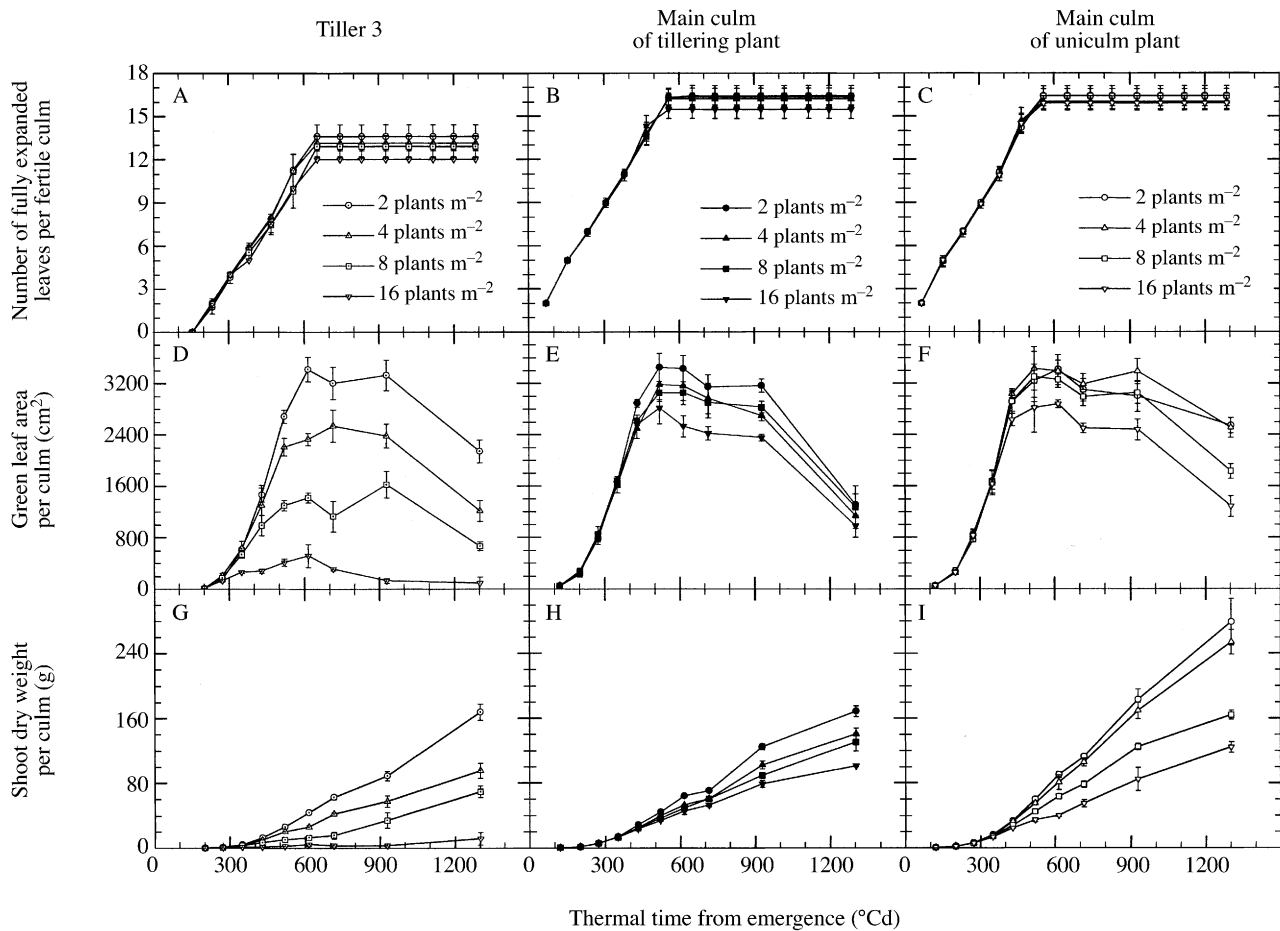 Tiller 3
Main culm
of tillering plant
Main culm
of uniculm plant
Number of fully expanded
leaves per fertile culm
18
15
12
9
6
3
0
A
2 plants m⁻²
4 plants m⁻²
8 plants m⁻²
16 plants m⁻²
B
2 plants m⁻²
4 plants m⁻²
8 plants m⁻²
16 plants m⁻²
C
2 plants m⁻²
4 plants m⁻²
8 plants m⁻²
16 plants m⁻²
Green leaf area
per culm (cm²)
3200
2400
1600
800
0
D
E
F
Shoot dry weight
per culm (g)
240
160
80
0
G
H
I
0 300 600 900 1200 0 300 600 900 1200 0 300 600 900 1200
Thermal time from emergence (°Cd)